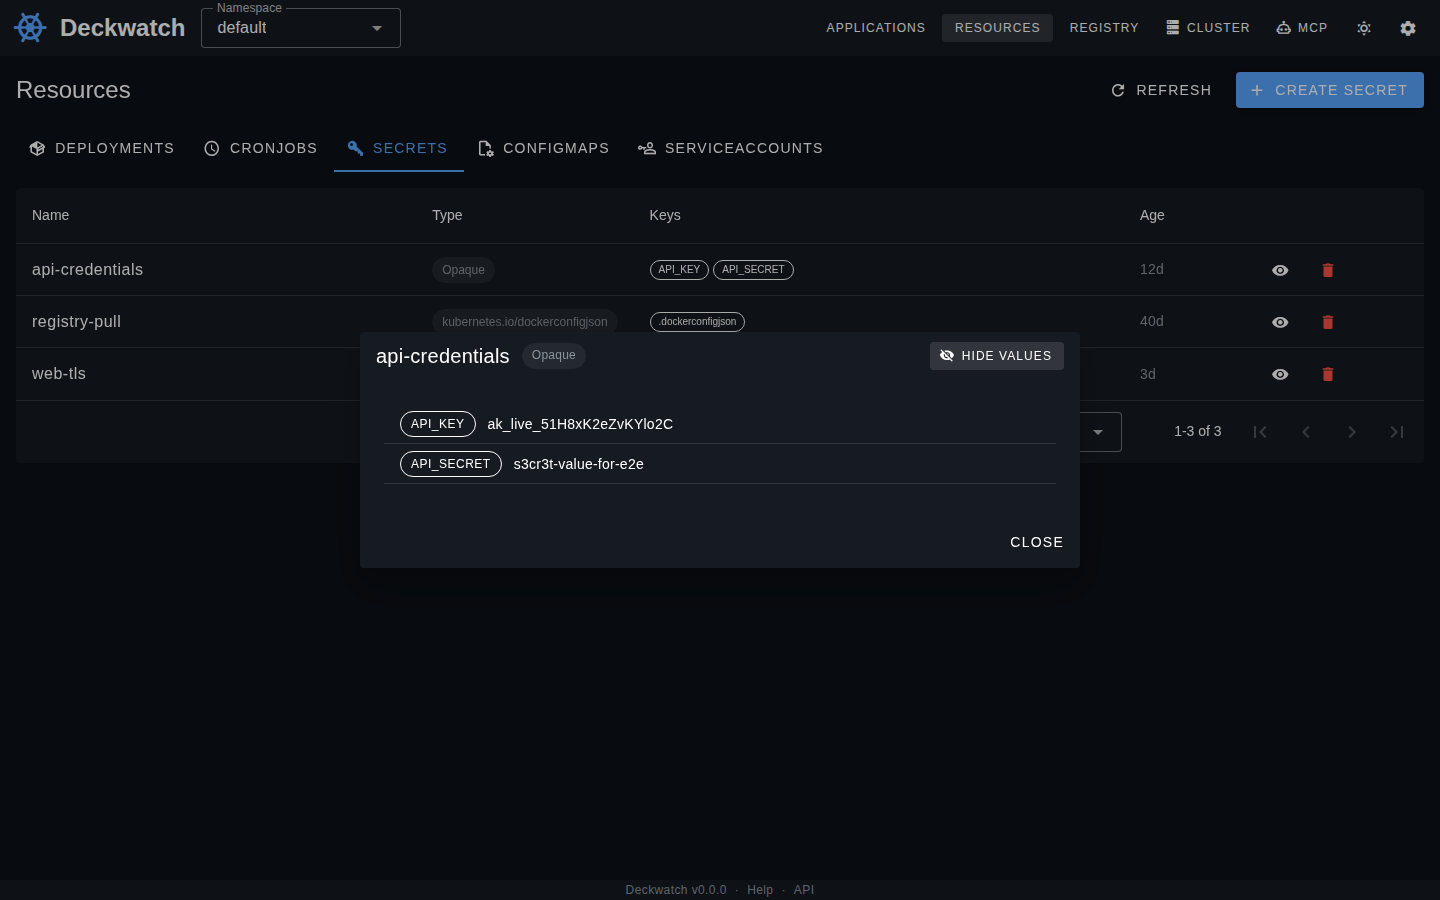 Deckwatch
Namespace
default
APPLICATIONS
RESOURCES
REGISTRY
CLUSTER
MCP
Resources
REFRESH
CREATE SECRET
DEPLOYMENTS
CRONJOBS
SECRETS
CONFIGMAPS
SERVICEACCOUNTS
Name Type Keys Age
api-credentials Opaque API_KEY API_SECRET 12d
registry-pull kubernetes.io/dockerconfigjson .dockerconfigjson 40d
web-tls 3d
1-3 of 3
api-credentials Opaque HIDE VALUES
API_KEY ak_live_51H8xK2eZvKYlo2C
API_SECRET s3cr3t-value-for-e2e
CLOSE
Deckwatch v0.0.0 · Help · API